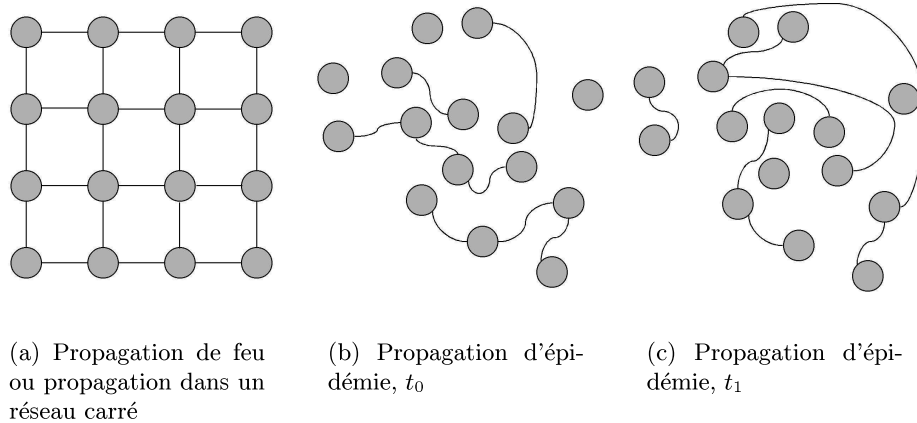 (a) Propagation de feu
ou propagation dans un
réseau carré
(b) Propagation d'épi-
démie, t₀
(c) Propagation d'épi-
démie, t₁